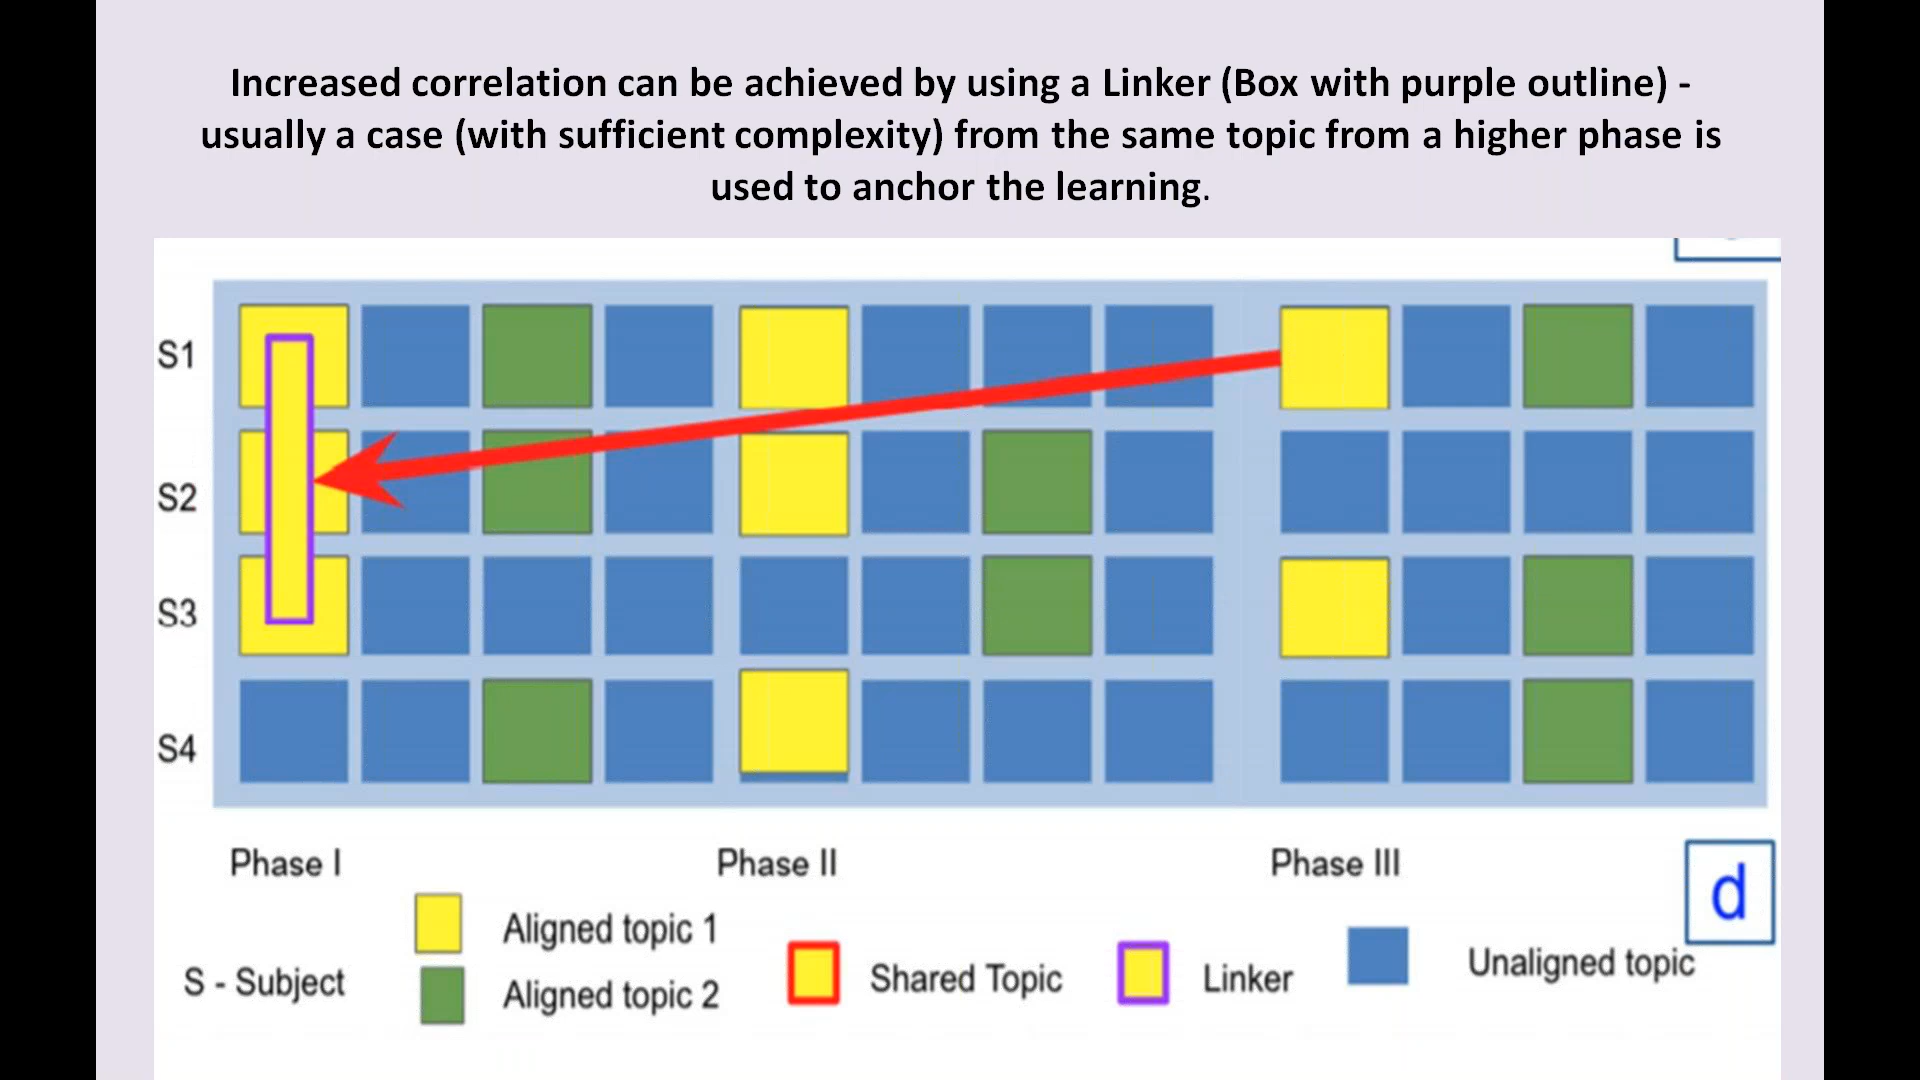 Increased correlation can be achieved by using a Linker (Box with purple outline) -
usually a case (with sufficient complexity) from the same topic from a higher phase is
used to anchor the learning.
S1
S2
S3
S4
Phase I
Phase II
Phase III
d
Aligned topic 1
S - Subject
Aligned topic 2
Shared Topic
Linker
Unaligned topic